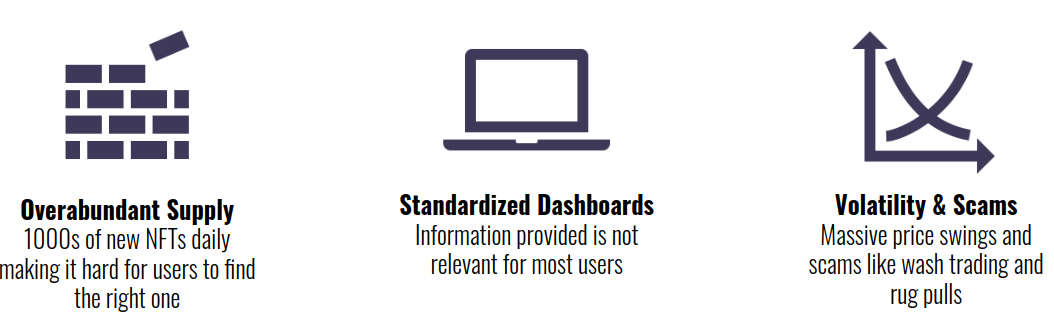 Overabundant Supply
1000s of new NFTs daily
making it hard for users to find
the right one
Standardized Dashboards
Information provided is not
relevant for most users
Volatility & Scams
Massive price swings and
scams like wash trading and
rug pulls